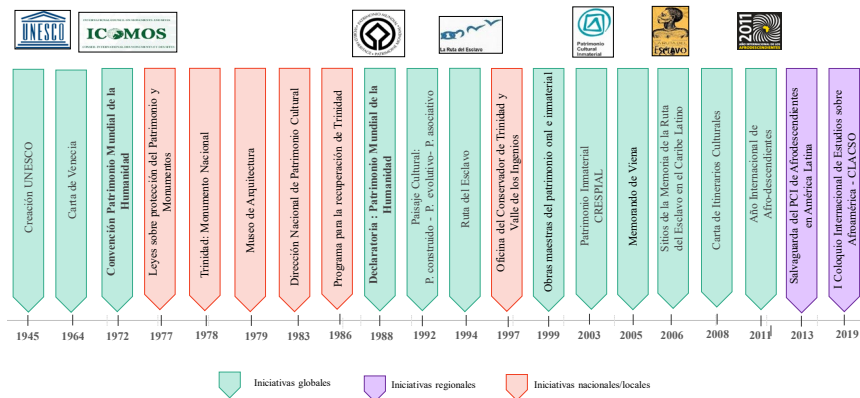 UNESCO
ICOMOS
La Ruta del Esclavo
Patrimonio
Cultural
Inmaterial
Esclavo
2011
AÑO INTERNACIONAL DE LOS
AFRODESCENDIENTES
Creación UNESCO
Carta de Venecia
Convención Patrimonio Mundial de la
Humanidad
Leyes sobre protección del Patrimonio y
Monumentos
Trinidad: Monumento Nacional
Museo de Arquitectura
Dirección Nacional de Patrimonio Cultural
Programa para la recuperación de Trinidad
Declaratoria : Patrimonio Mundial de la
Humanidad
Paisaje Cultural:
P. construido - P. evolutivo- P. asociativo
Ruta del Esclavo
Oficina del Conservador de Trinidad y
Valle de los Ingenios
Obras maestras del patrimonio oral e inmaterial
Patrimonio Inmaterial
CRESPIAL
Memorando de Viena
Sitios de la Memoria de la Ruta
del Esclavo en el Caribe Latino
Carta de Itinerarios Culturales
Año Internacional de
Afro-descendientes
Salvaguarda del PCI de Afrodescendientes
en América Latina
I Coloquio Internacional de Estudios sobre
Afroamérica - CLACSO
1945 1964 1972 1977 1978 1979 1983 1986 1988 1992 1994 1997 1999 2003 2005 2006 2008 2011 2013 2019
Iniciativas globales
Iniciativas regionales
Iniciativas nacionales/locales